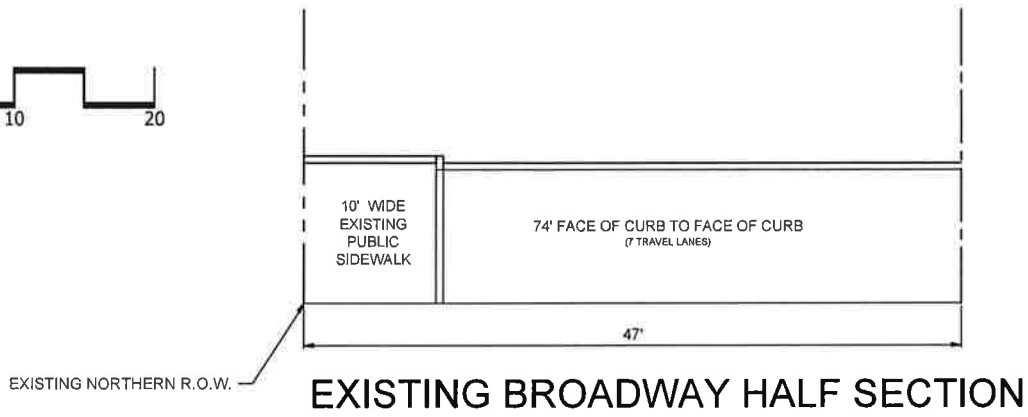 10 20
10' WIDE
EXISTING
PUBLIC
SIDEWALK
74' FACE OF CURB TO FACE OF CURB
(7 TRAVEL LANES)
47'
EXISTING NORTHERN R.O.W.
EXISTING BROADWAY HALF SECTION